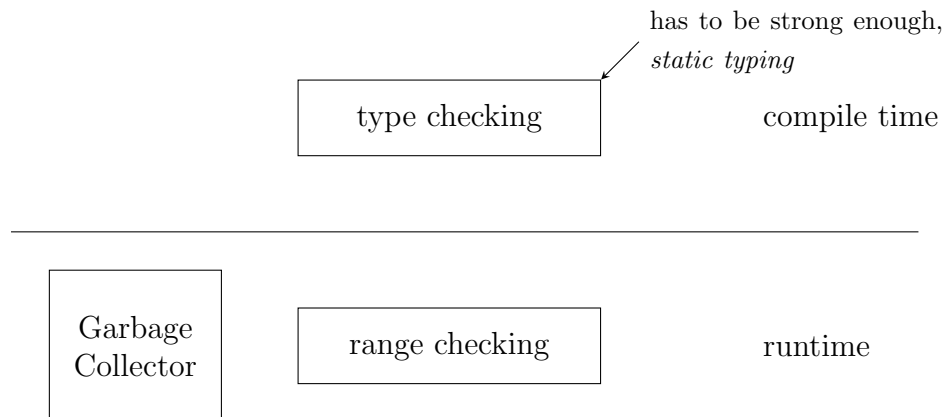 has to be strong enough,
static typing
type checking
compile time
Garbage
Collector
range checking
runtime